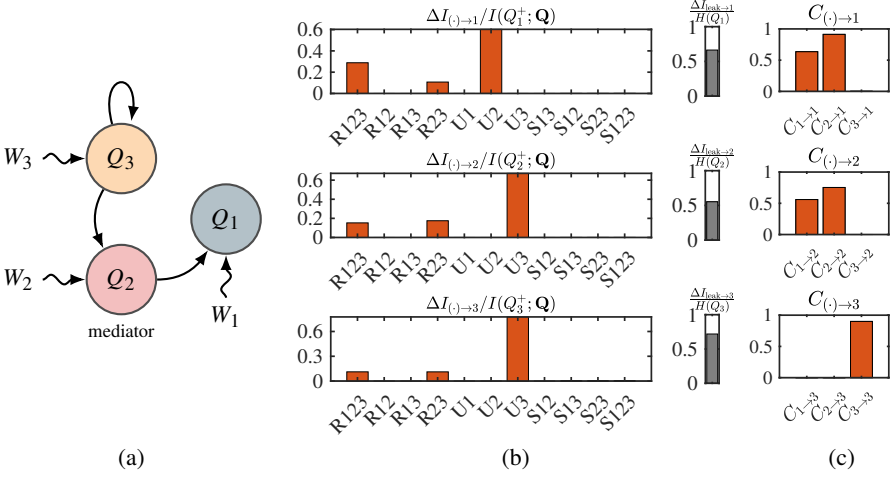 W₃
Q₃
Q₁
W₂
Q₂
W₁
mediator
(a)
ΔI₍.₎→₁/I(Q₁⁺; Q)
0.6
0.4
0.2
0
R123
R12
R13
R23
U1
U2
U3
S12
S13
S23
S123
ΔI₍.₎→₂/I(Q₂⁺; Q)
0.6
0.4
0.2
0
R123
R12
R13
R23
U1
U2
U3
S12
S13
S23
S123
ΔI₍.₎→₃/I(Q₃⁺; Q)
0.6
0.3
0
R123
R12
R13
R23
U1
U2
U3
S12
S13
S23
S123
(b)
ΔI_leak→1
H(Q₁)
1
0.5
0
ΔI_leak→2
H(Q₂)
1
0.5
0
ΔI_leak→3
H(Q₃)
1
0.5
0
C₍.₎→₁
1
0.5
0
C₁→₁
C₂→₁
C₃→₁
C₍.₎→₂
1
0.5
0
C₁→₂
C₂→₂
C₃→₂
C₍.₎→₃
1
0.5
0
C₁→₃
C₂→₃
C₃→₃
(c)